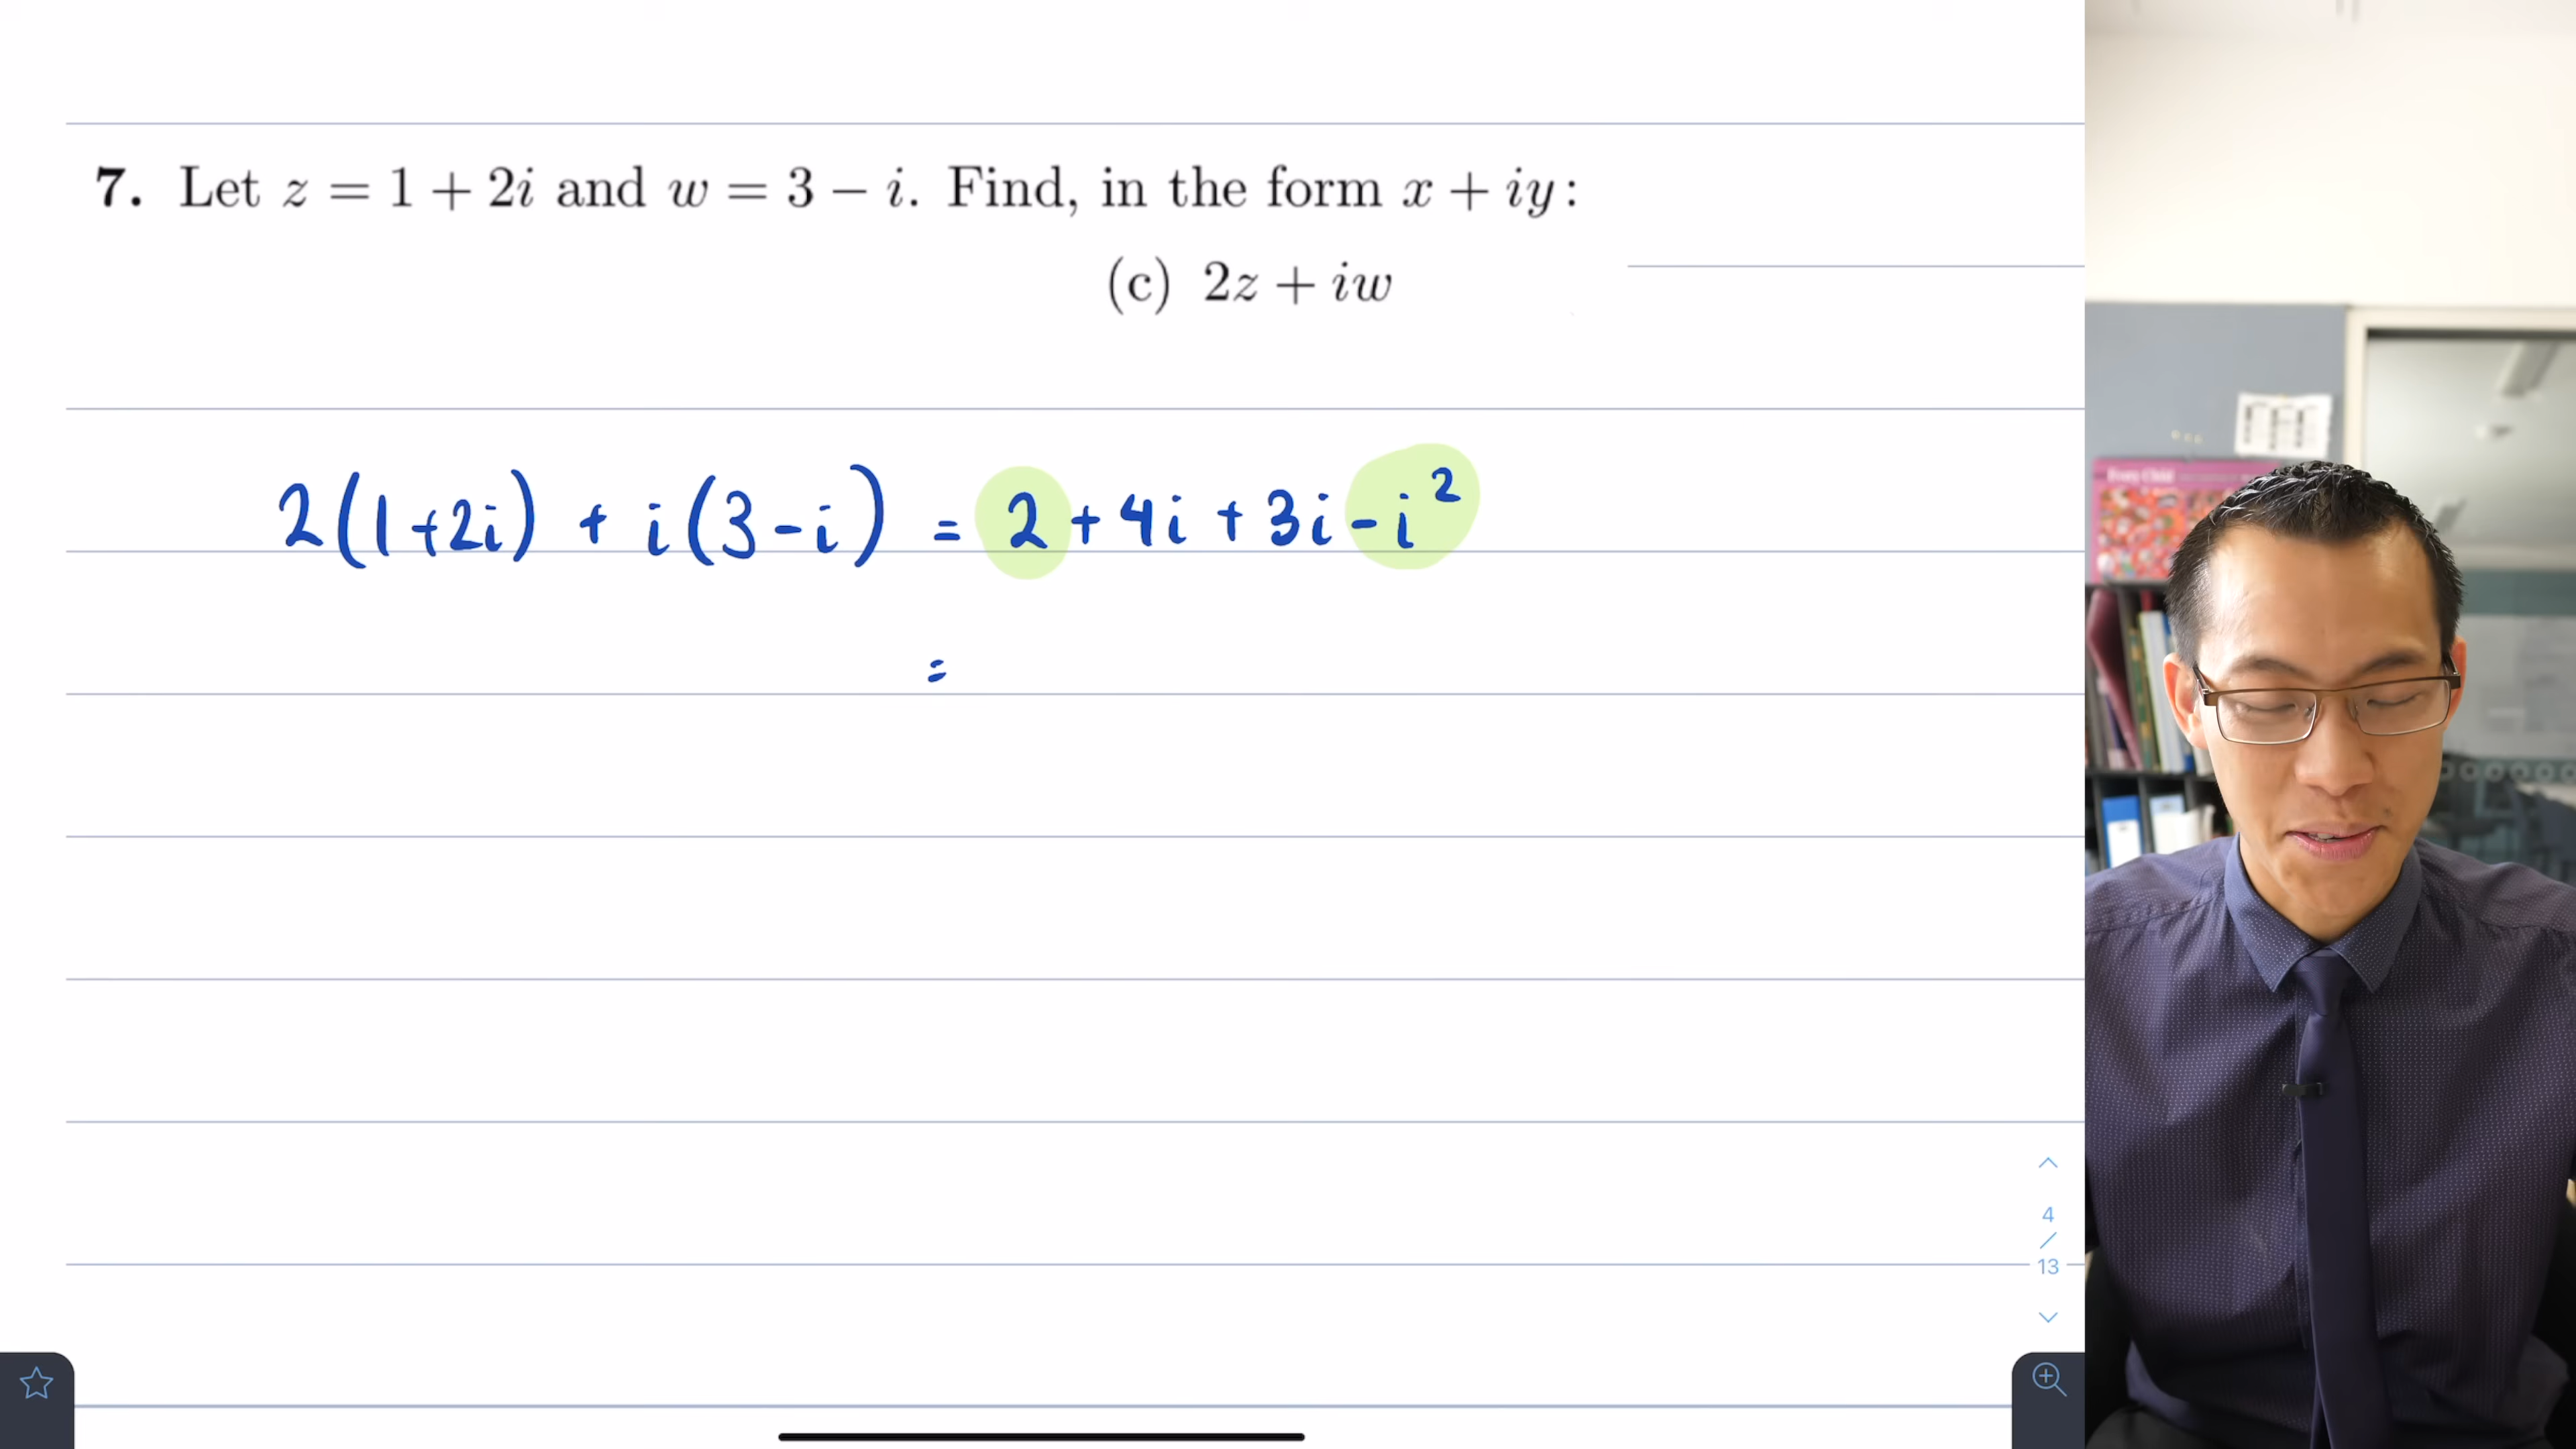 7. Let z = 1 + 2i and w = 3 − i. Find, in the form x + iy:
(c) 2z + iw
2(1+2i) + i(3-i) = 2 + 4i + 3i - i²
=
4
/
13